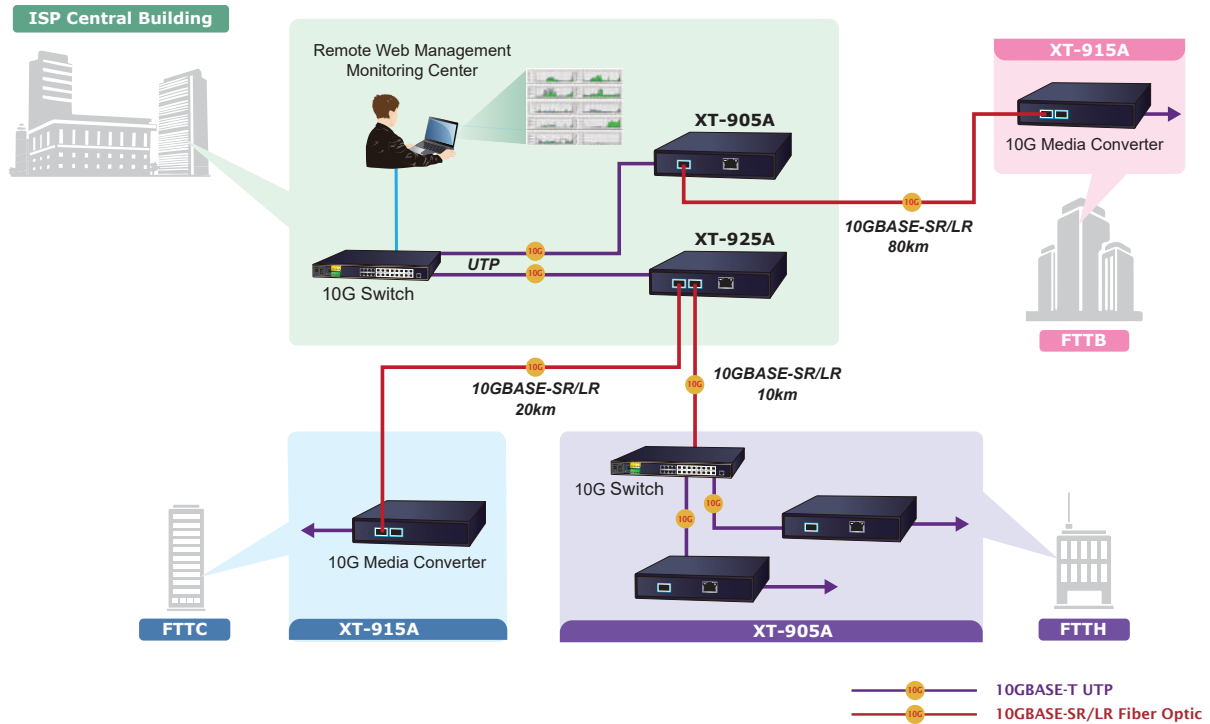 ISP Central Building
Remote Web Management
Monitoring Center
XT-905A
XT-915A
10G Media Converter
10G
10GBASE-SR/LR
80km
XT-925A
10G
UTP
10G
10G Switch
FTTB
10G
10GBASE-SR/LR
20km
10G
10GBASE-SR/LR
10km
10G Switch
10G
10G
10G Media Converter
FTTC
XT-915A
XT-905A
FTTH
10G
10GBASE-T UTP
10G
10GBASE-SR/LR Fiber Optic